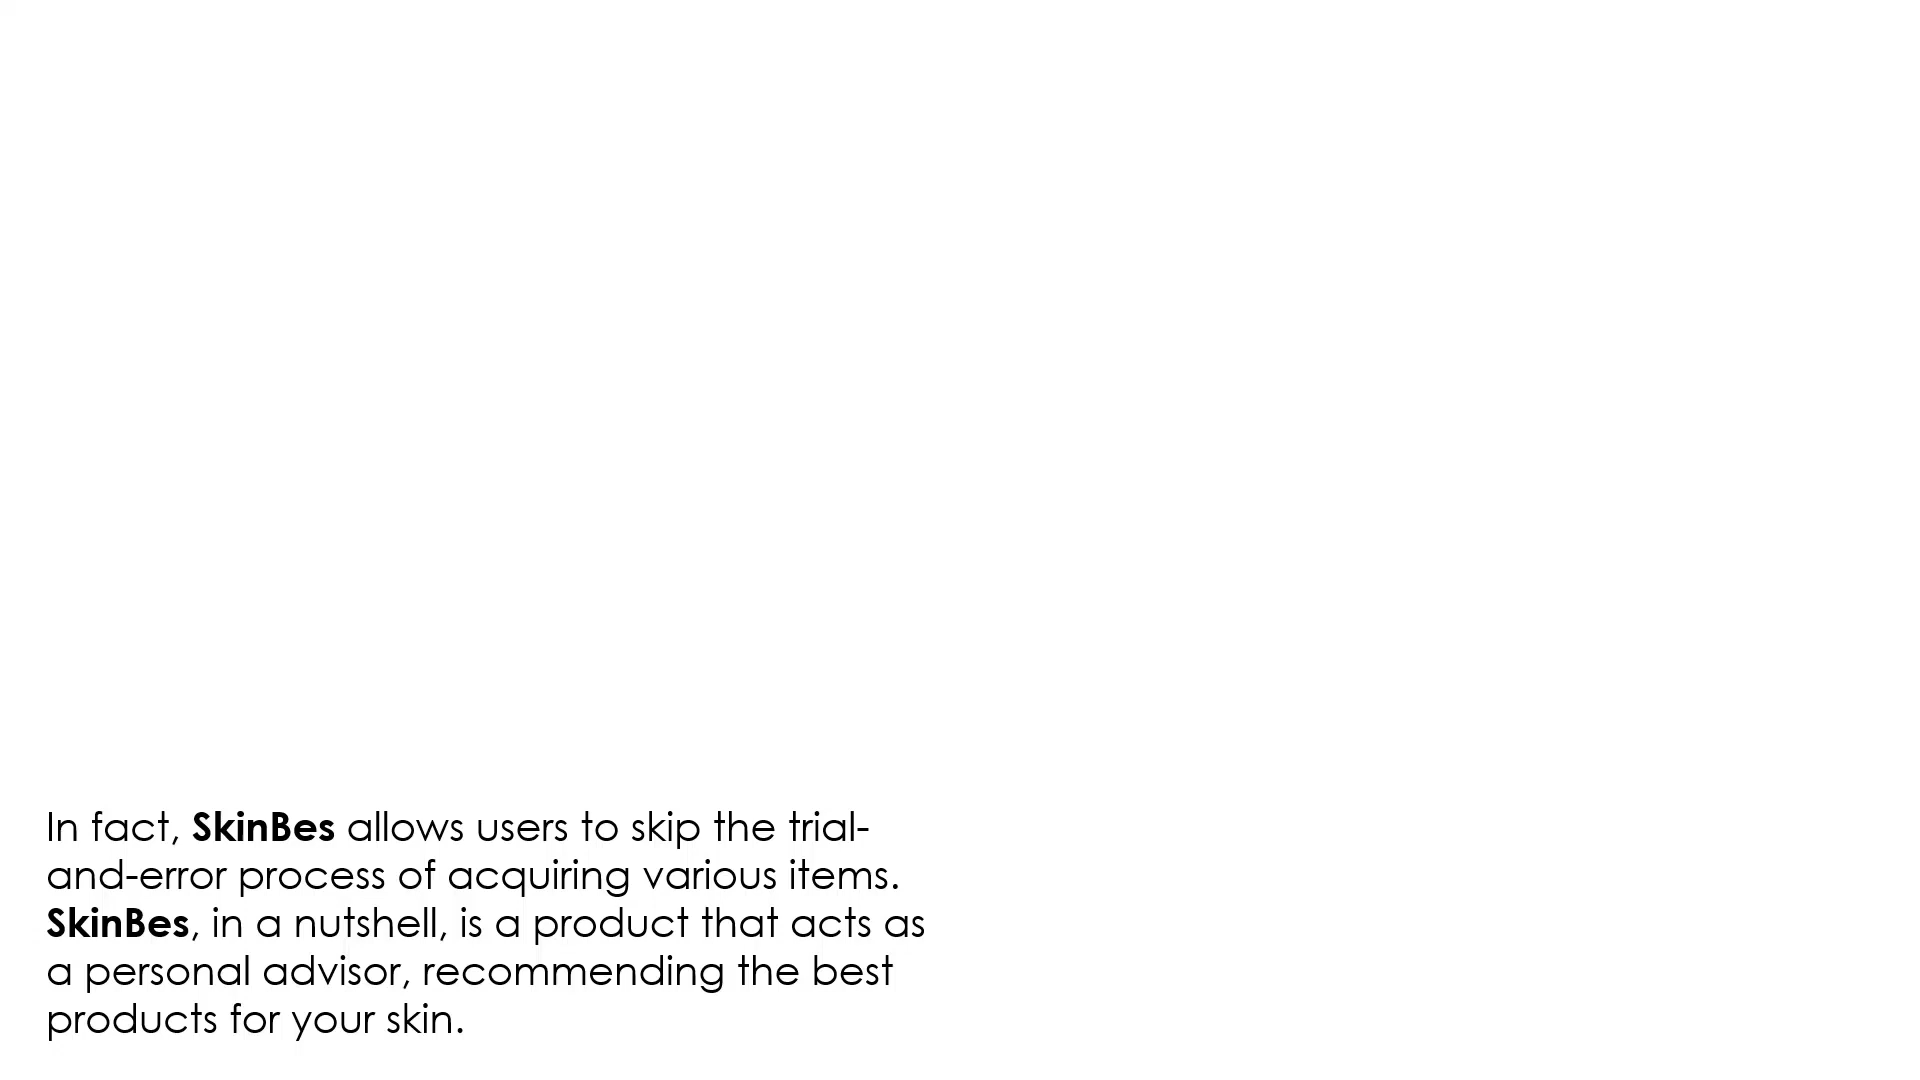 In fact, SkinBes allows users to skip the trial-
and-error process of acquiring various items.
SkinBes, in a nutshell, is a product that acts as
a personal advisor, recommending the best
products for your skin.